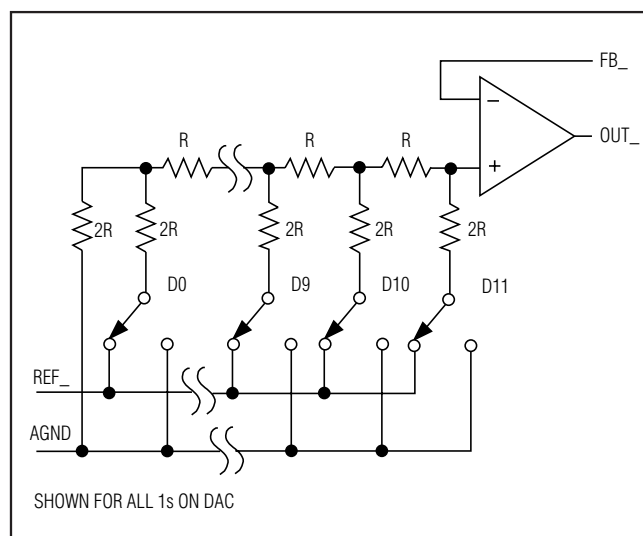 FB_
OUT_
R R R
2R 2R 2R 2R 2R
D0 D9 D10 D11
REF_
AGND
SHOWN FOR ALL 1s ON DAC
− +